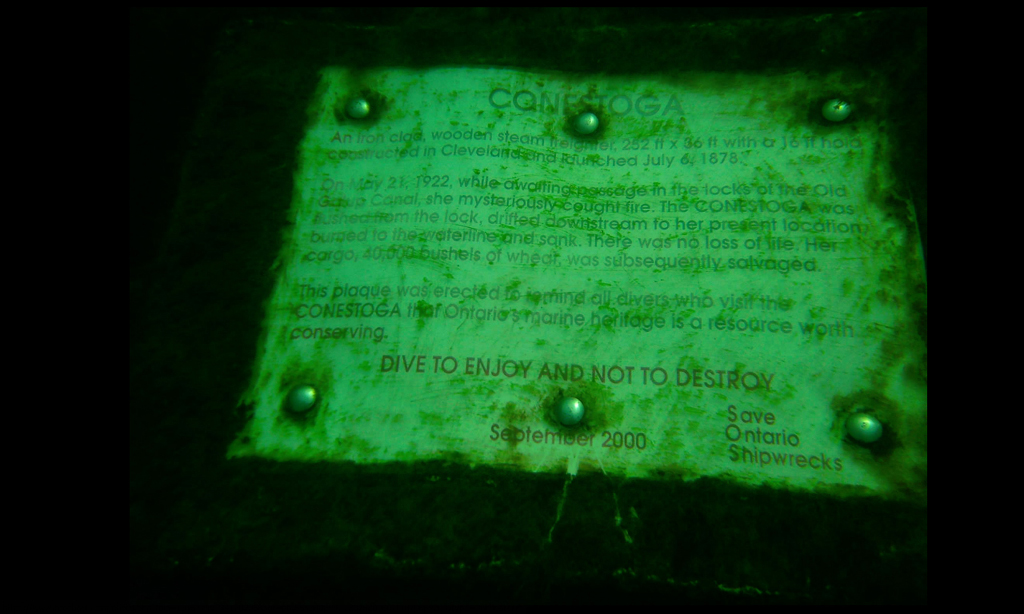 CONESTOGA
An iron clad, wooden steam freighter, 252 ft x 36 ft with a 16 ft hold
constructed in Cleveland and launched July 6, 1878.
On May 21, 1922, while awaiting passage in the locks of the Old
Galup Canal, she mysteriously caught fire. The CONESTOGA was
flushed from the lock, drifted downstream to her present location
burned to the waterline and sank. There was no loss of life. Her
cargo, 40,000 bushels of wheat, was subsequently salvaged.
This plaque was erected to remind all divers who visit the
CONESTOGA that Ontario's marine heritage is a resource worth
conserving.
DIVE TO ENJOY AND NOT TO DESTROY
September 2000
Save
Ontario
Shipwrecks